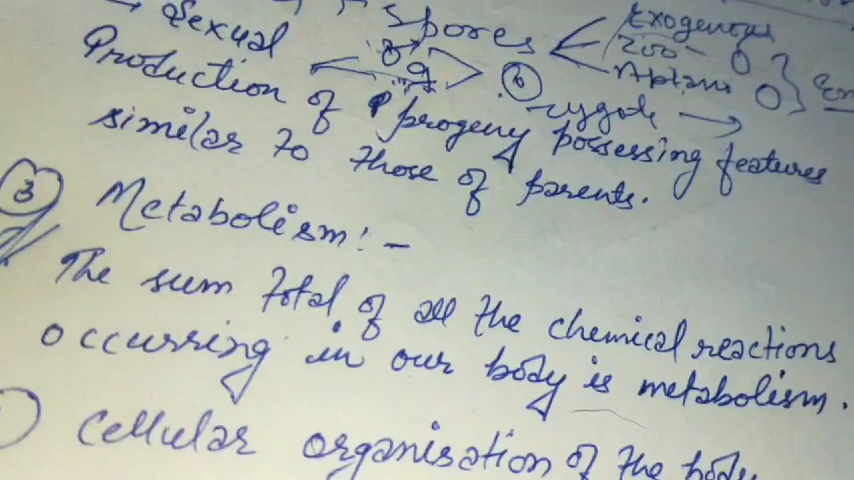 Sexual
Spores
Exogenous
Zoo
Aplano
Production of progeny possessing features
similar to those of parents.
3 Metabolism:-
The sum total of all the chemical reactions
occurring in our body is metabolism.
Cellular organisation of the body